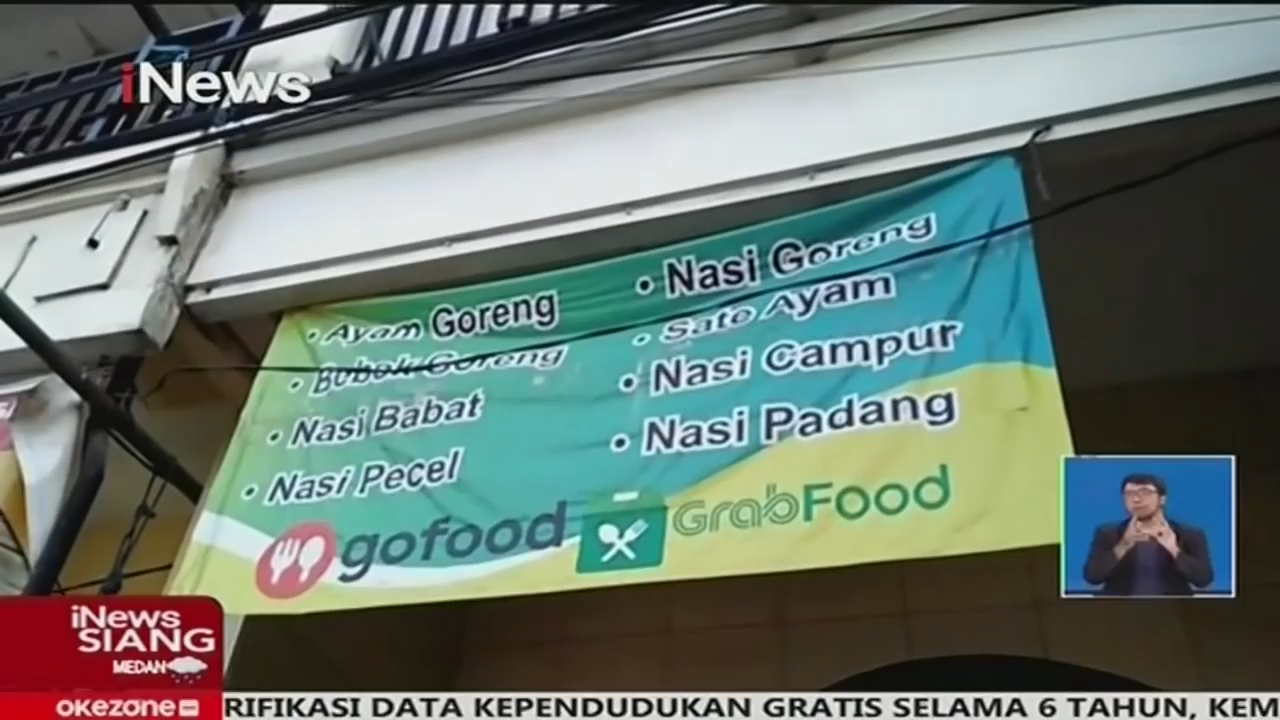 iNews
• Ayam Goreng
• Bebek Goreng
• Nasi Babat
• Nasi Pecel
• Nasi Goreng
• Sate Ayam
• Nasi Campur
• Nasi Padang
gofood
GrabFood
iNews
SIANG
MEDAN
okezone
RIFIKASI DATA KEPENDUDUKAN GRATIS SELAMA 6 TAHUN, KEM